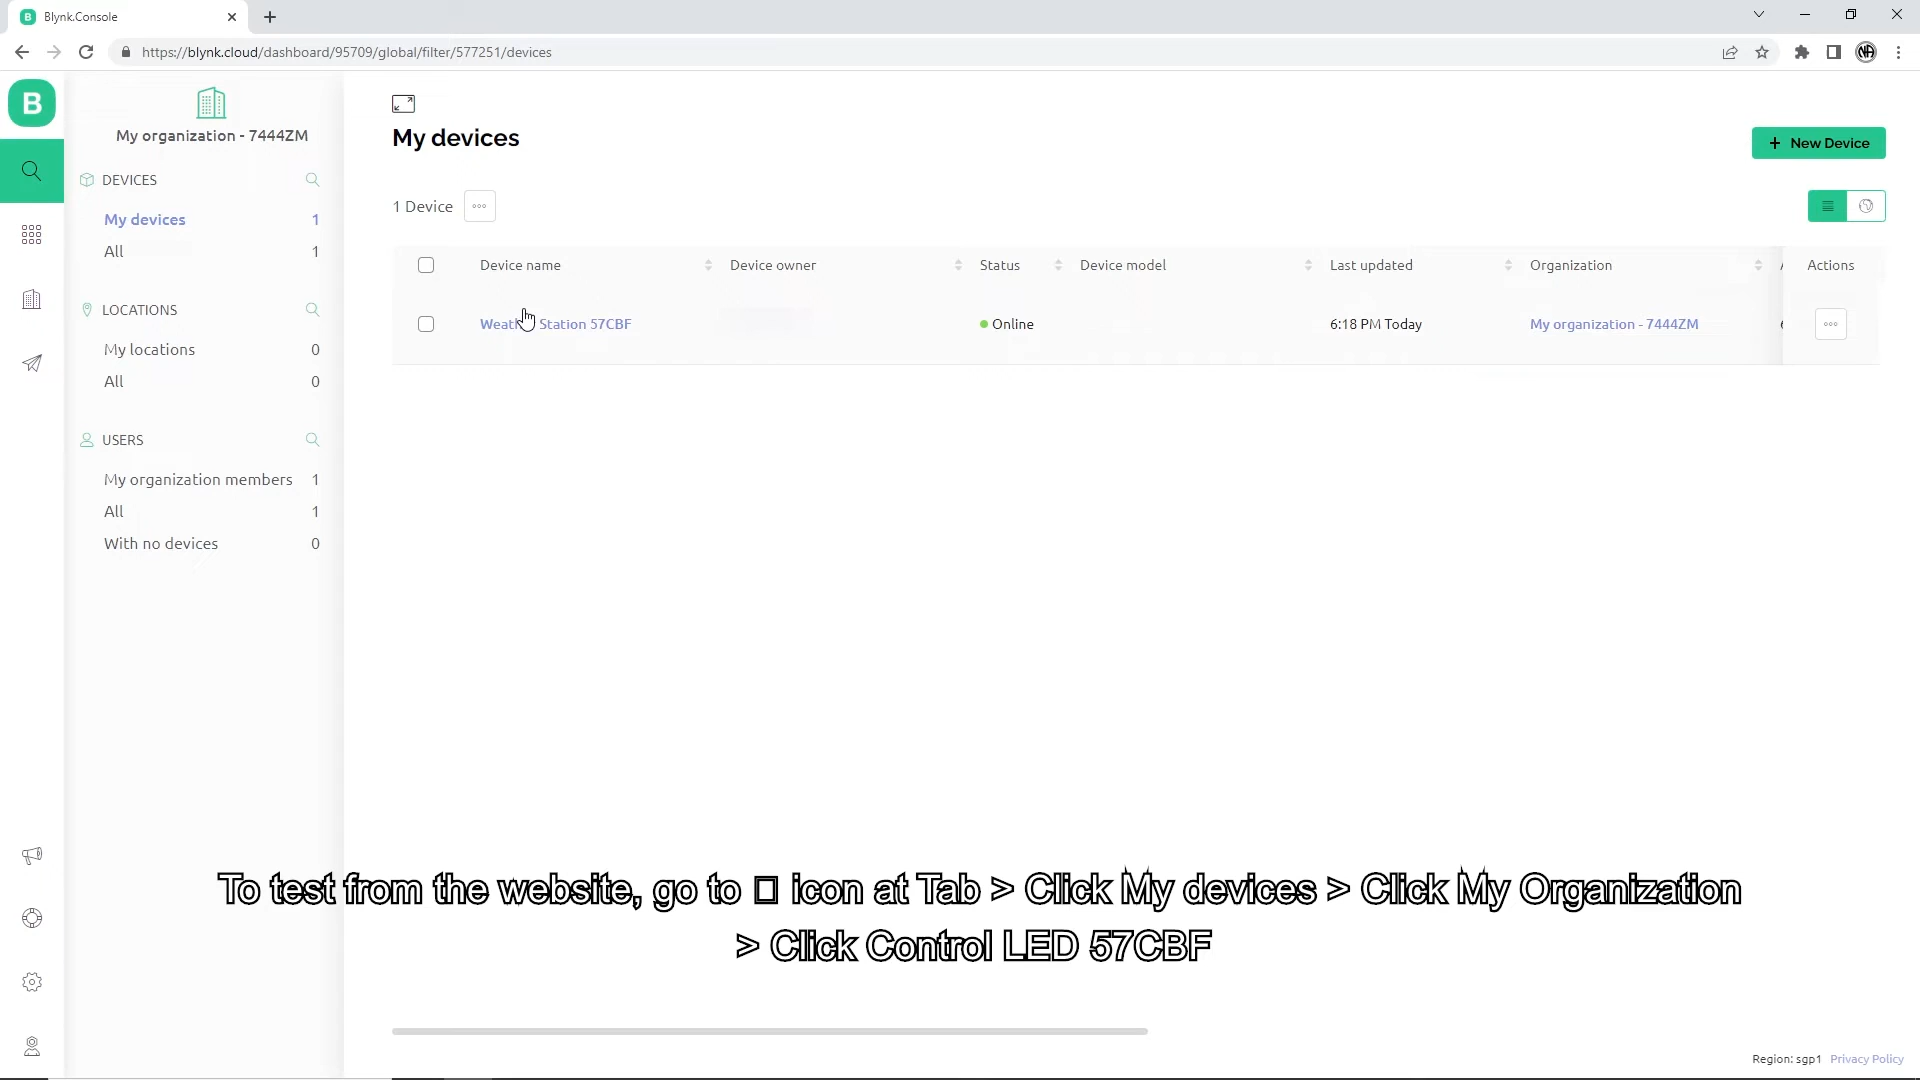 Blynk.Console
https://blynk.cloud/dashboard/95709/global/filter/577251/devices
B
My organization - 7444ZM
DEVICES
My devices 1
All 1
LOCATIONS
My locations 0
All 0
USERS
My organization members 1
All 1
With no devices 0
My devices
+ New Device
1 Device
Device name Device owner Status Device model Last updated Organization Actions
Station 57CBF Online 6:18 PM Today My organization - 7444ZM
To test from the website, go to □ icon at Tab > Click My devices > Click My Organization
> Click Control LED 57CBF
Region: sgp1 Privacy Policy